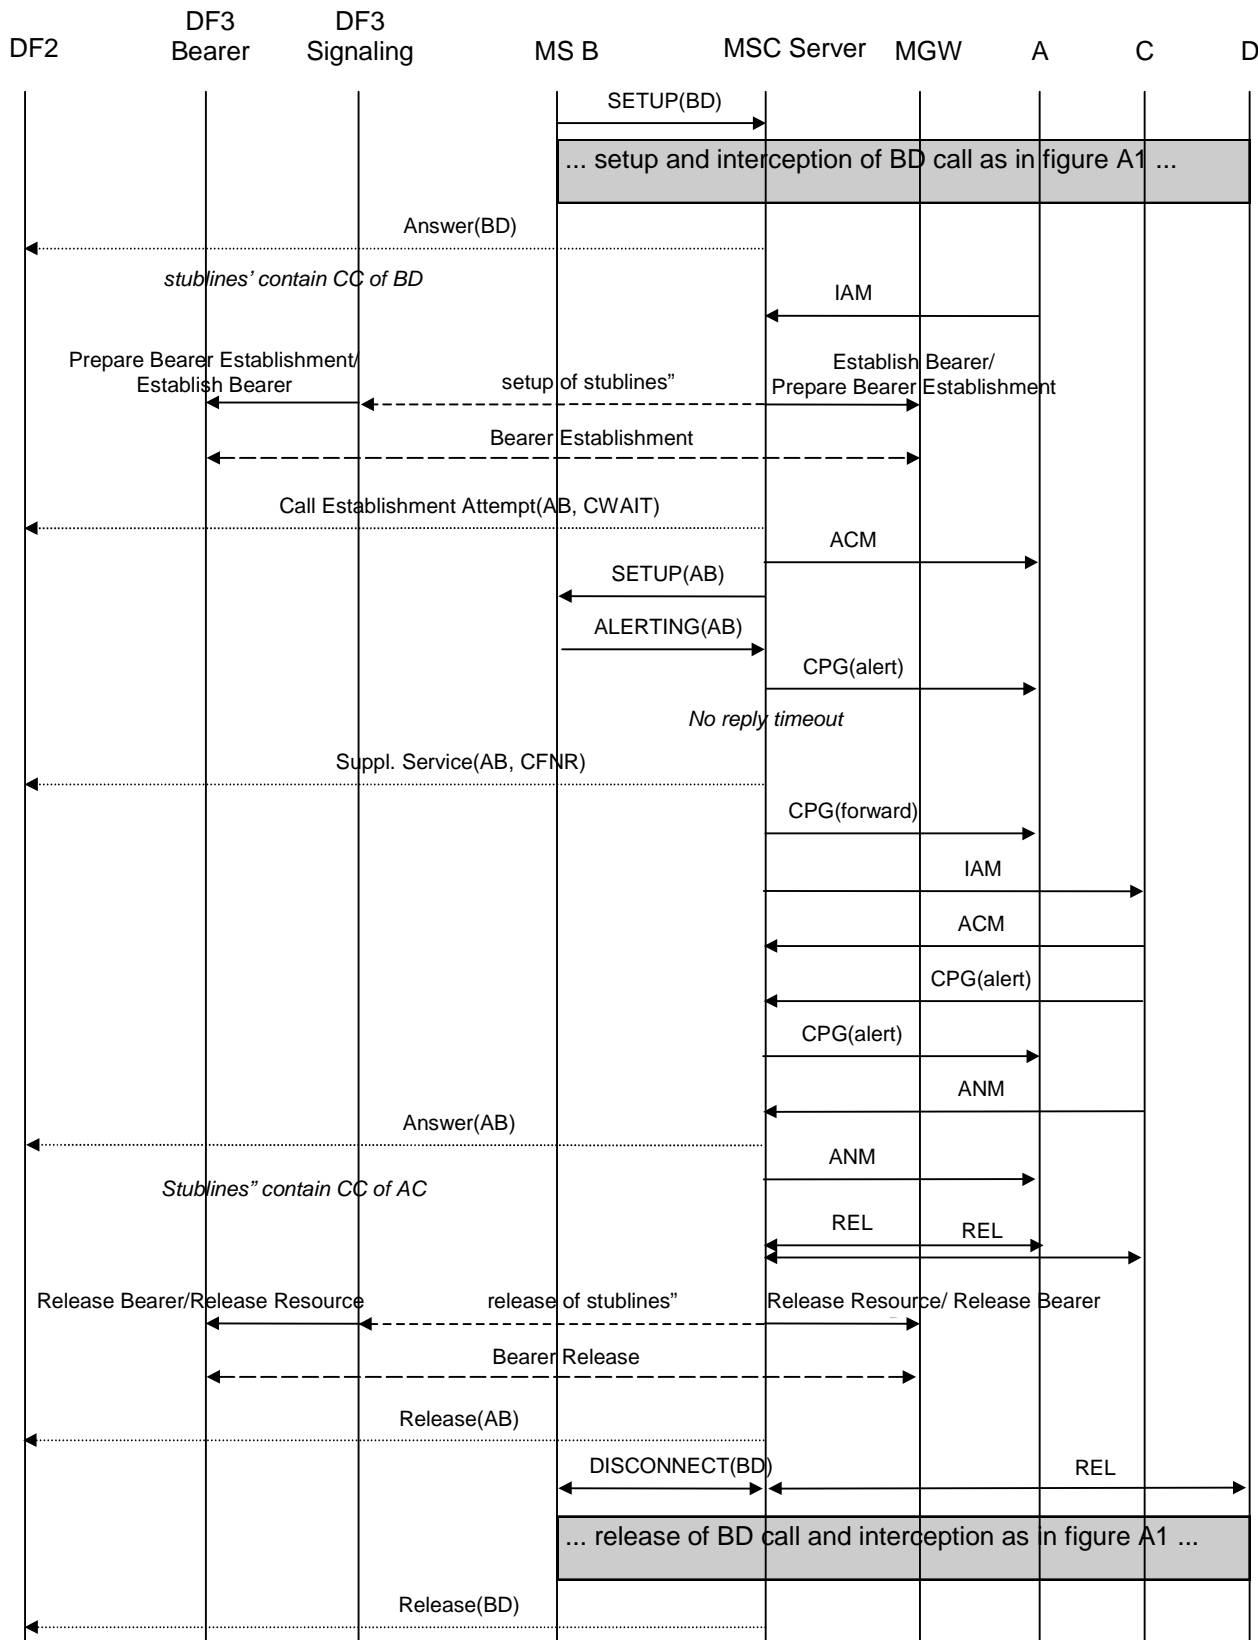 DF2
DF3
Bearer
DF3
Signaling
MS B
MSC Server
MGW
A
C
D
SETUP(BD)
... setup and interception of BD call as in figure A1 ...
Answer(BD)
stublines’ contain CC of BD
IAM
Prepare Bearer Establishment/
Establish Bearer
setup of stublines”
Establish Bearer/
Prepare Bearer Establishment
Bearer Establishment
Call Establishment Attempt(AB, CWAIT)
ACM
SETUP(AB)
ALERTING(AB)
CPG(alert)
No reply timeout
Suppl. Service(AB, CFNR)
CPG(forward)
IAM
ACM
CPG(alert)
CPG(alert)
ANM
Answer(AB)
ANM
Stublines” contain CC of AC
REL
REL
Release Bearer/Release Resource
release of stublines”
Release Resource/ Release Bearer
Bearer Release
Release(AB)
DISCONNECT(BD)
REL
... release of BD call and interception as in figure A1 ...
Release(BD)